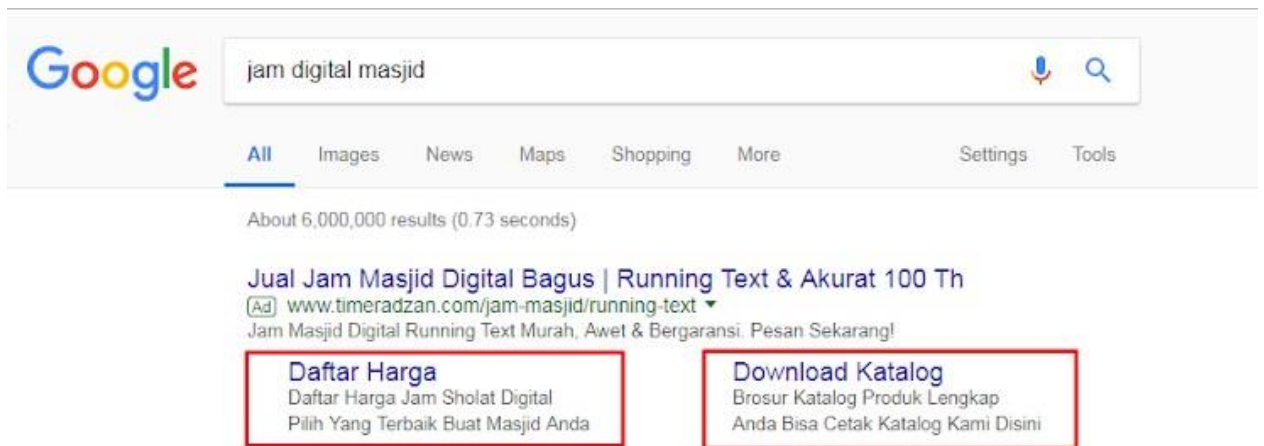 Google
jam digital masjid
All Images News Maps Shopping More Settings Tools
About 6,000,000 results (0.73 seconds)
Jual Jam Masjid Digital Bagus | Running Text & Akurat 100 Th
Ad www.timeradzan.com/jam-masjid/running-text
Jam Masjid Digital Running Text Murah, Awet & Bergaransi. Pesan Sekarang!
Daftar Harga
Daftar Harga Jam Sholat Digital
Pilih Yang Terbaik Buat Masjid Anda
Download Katalog
Brosur Katalog Produk Lengkap
Anda Bisa Cetak Katalog Kami Disini